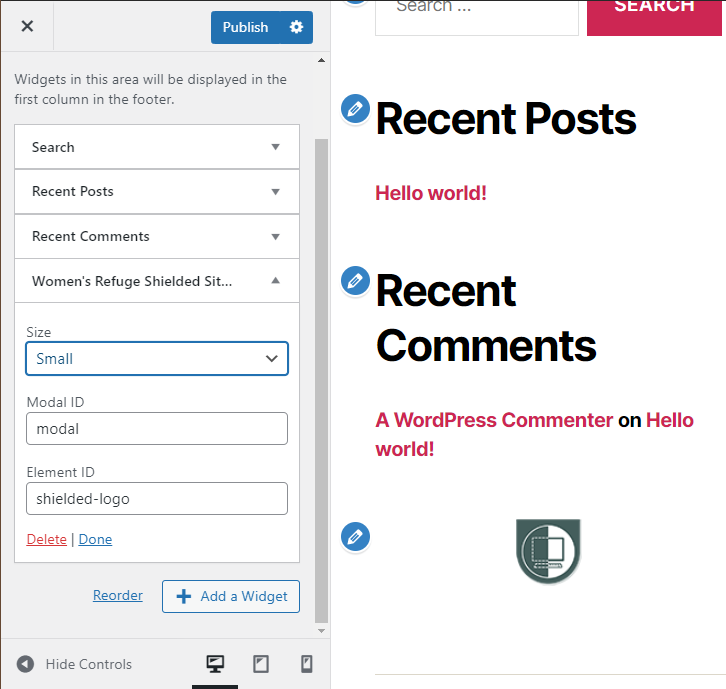 Publish
Widgets in this area will be displayed in the
first column in the footer.
Search
Recent Posts
Recent Comments
Women's Refuge Shielded Sit...
Size
Small
Modal ID
modal
Element ID
shielded-logo
Delete | Done
Reorder
Add a Widget
Hide Controls
Search ...
SEARCH
Recent Posts
Hello world!
Recent
Comments
A WordPress Commenter on Hello
world!